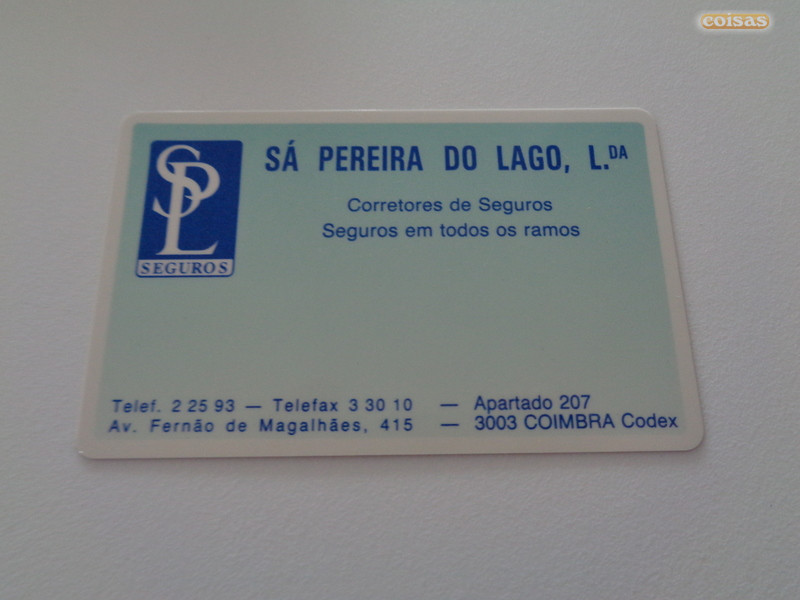 coisas
SÁ PEREIRA DO LAGO, L.DA
SPL
SEGUROS
Corretores de Seguros
Seguros em todos os ramos
Telef. 2 25 93 — Telefax 3 30 10 — Apartado 207
Av. Fernão de Magalhães, 415 — 3003 COIMBRA Codex